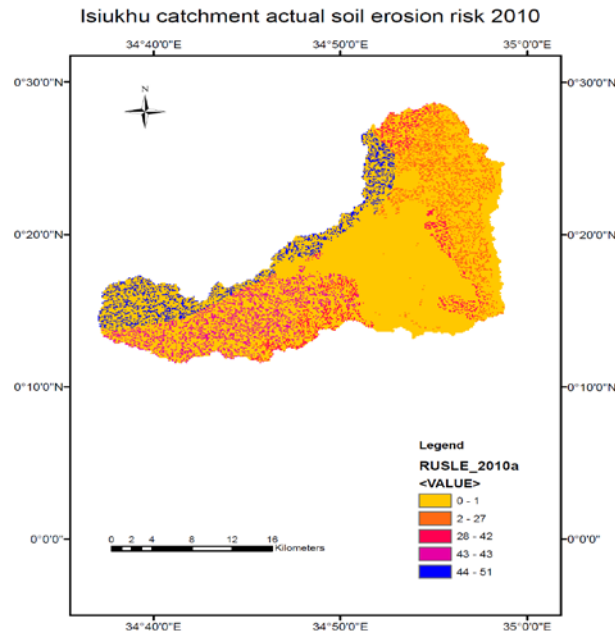 Isiukhu catchment actual soil erosion risk 2010
34°40'0"E 34°50'0"E 35°0'0"E
0°30'0"N 0°30'0"N
N
0°20'0"N 0°20'0"N
0°10'0"N 0°10'0"N
Legend
RUSLE_2010a
<VALUE>
0 - 1
2 - 27
28 - 42
43 - 43
44 - 51
0°0'0" 0°0'0"
0 2 4 8 12 16
Kilometers
34°40'0"E 34°50'0"E 35°0'0"E